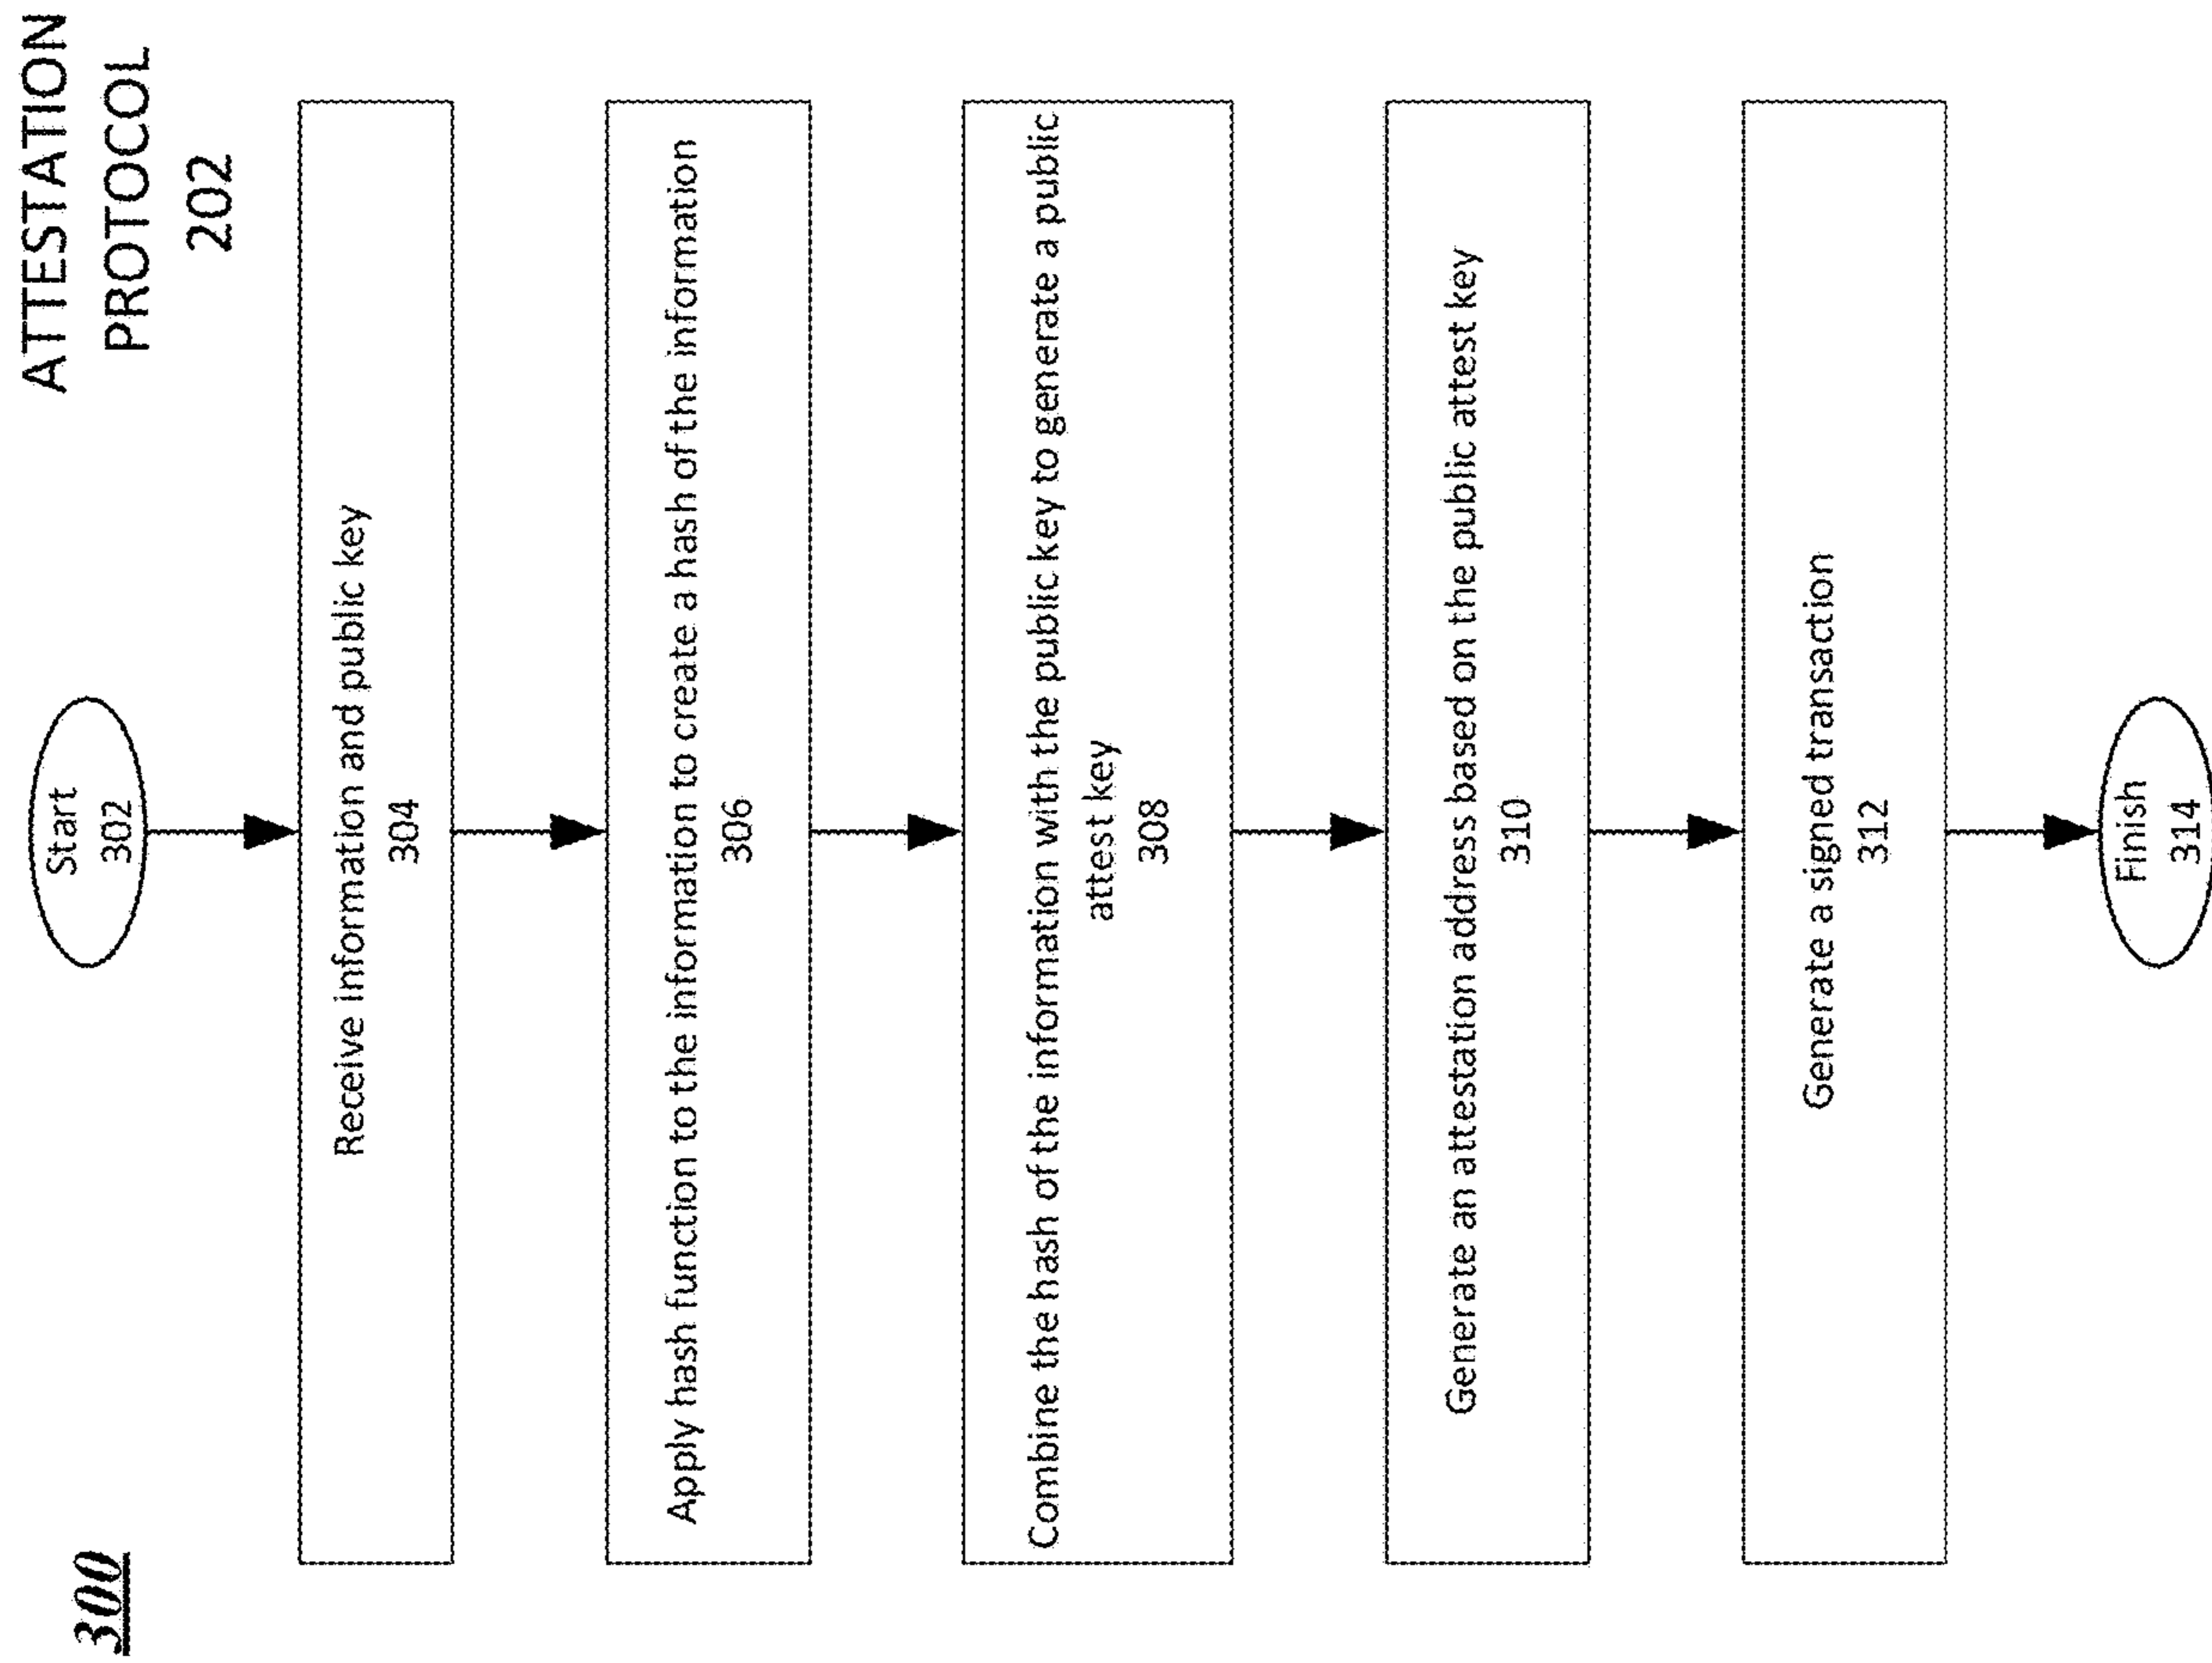 300
ATTESTATION
PROTOCOL
202
Start
302
Receive information and public key
304
Apply hash function to the information to create a hash of the information
306
Combine the hash of the information with the public key to generate a public
attest key
308
Generate an attestation address based on the public attest key
310
Generate a signed transaction
312
Finish
314